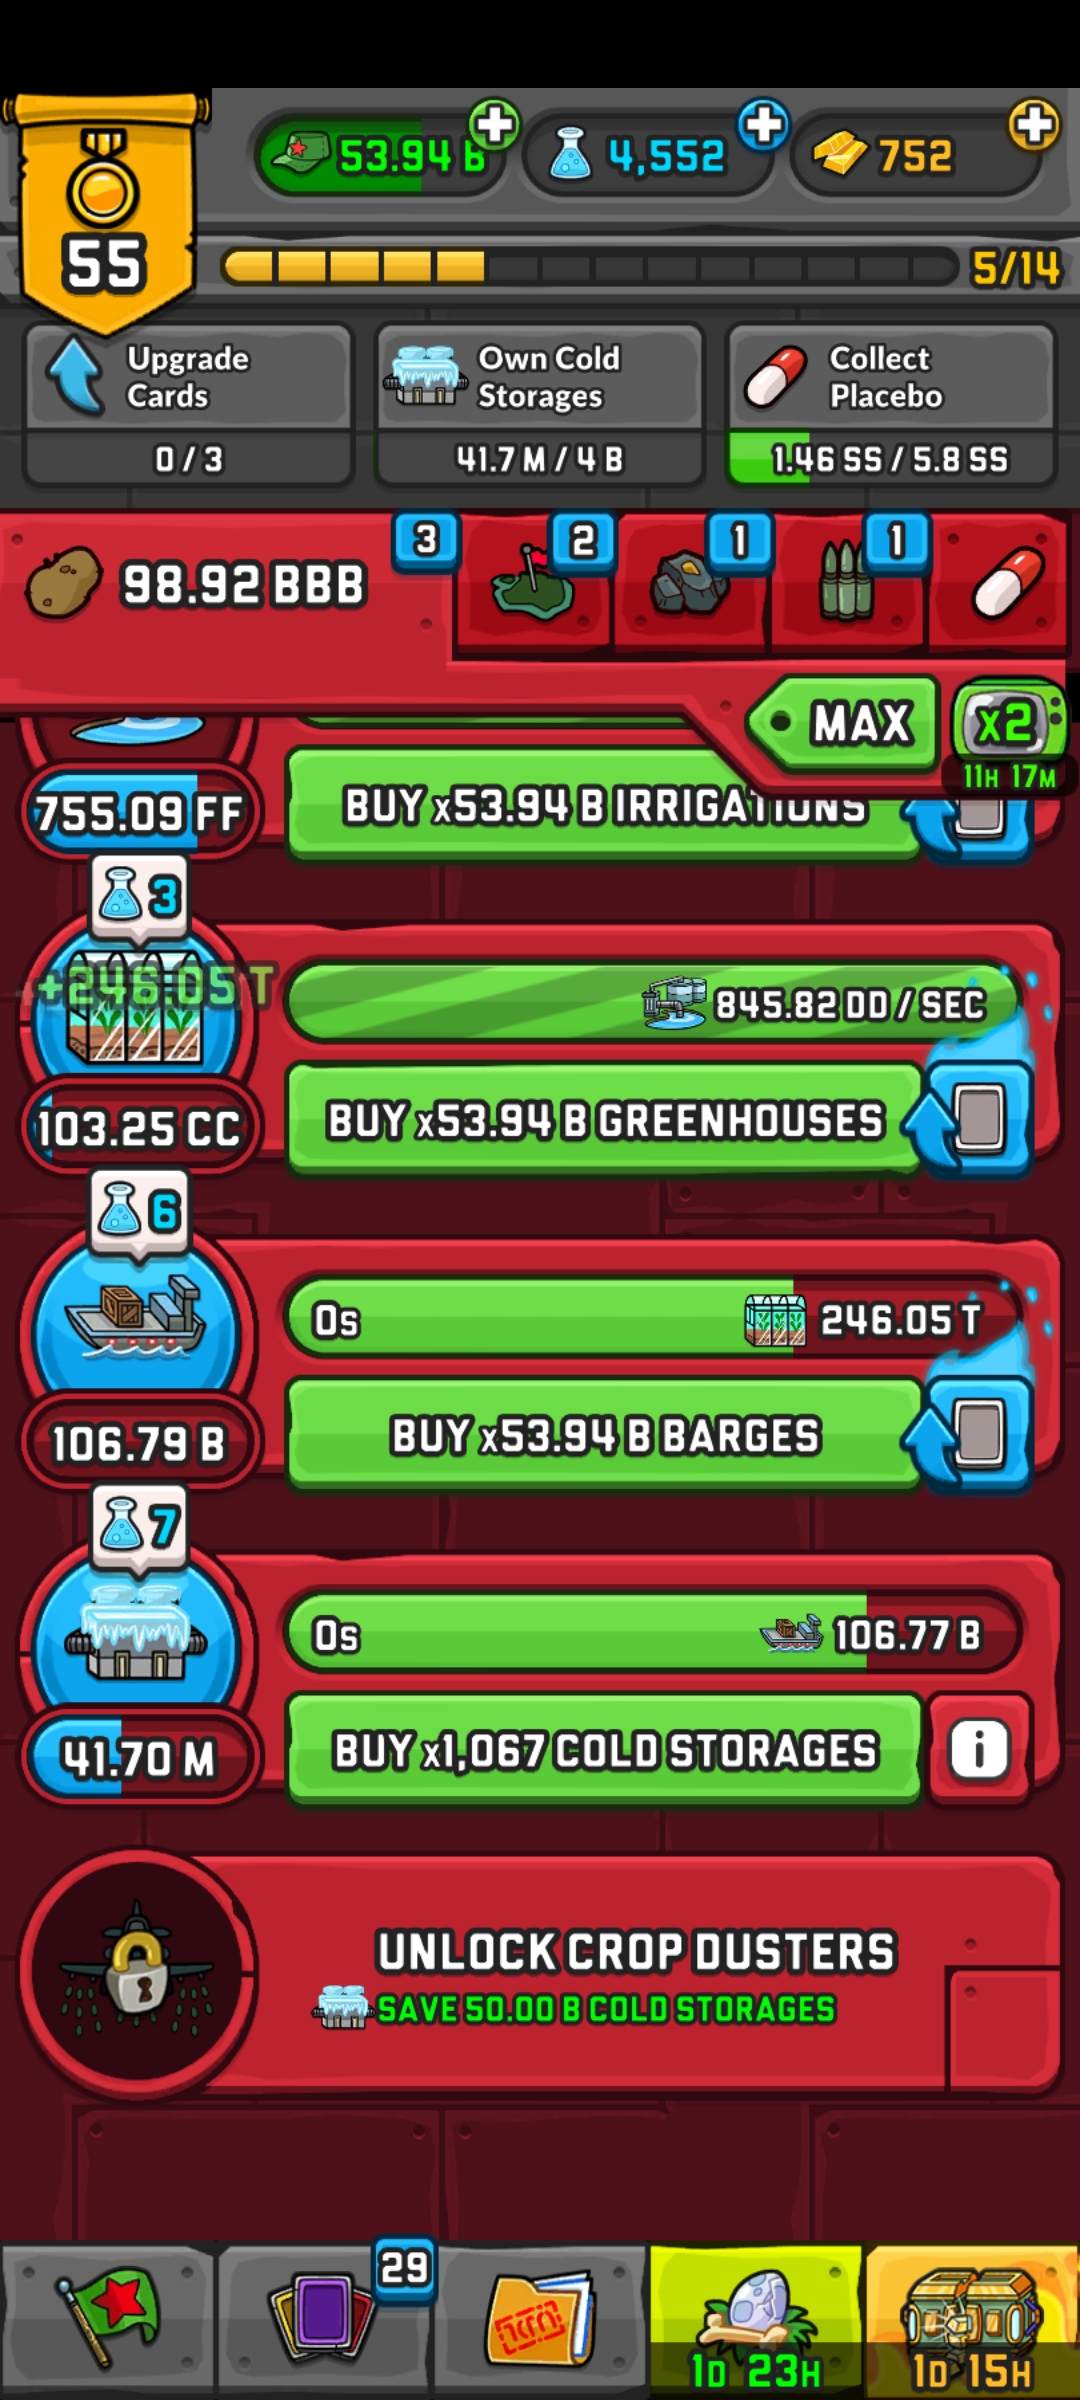 53.94 B
4,552
752
55
5/14
Upgrade
Cards
0 / 3
Own Cold
Storages
41.7 M / 4 B
Collect
Placebo
1.46 SS / 5.8 SS
98.92 BBB
3
2
1
1
MAX
x2
11H 17M
755.09 FF
BUY x53.94 B IRRIGATIONS
3
+246.05 T
845.82 DD / SEC
103.25 CC
BUY x53.94 B GREENHOUSES
6
0s
246.05 T
106.79 B
BUY x53.94 B BARGES
7
0s
106.77 B
41.70 M
BUY x1,067 COLD STORAGES
i
UNLOCK CROP DUSTERS
SAVE 50.00 B COLD STORAGES
29
1D 23H
1D 15H